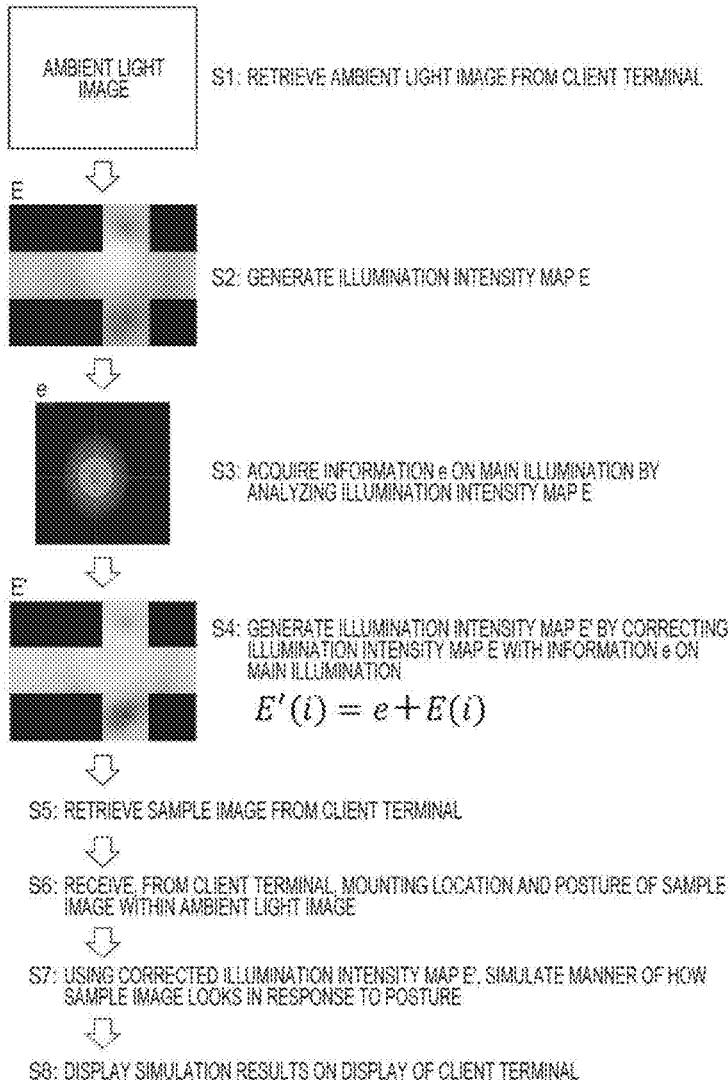 AMBIENT LIGHT
IMAGE
S1: RETRIEVE AMBIENT LIGHT IMAGE FROM CLIENT TERMINAL
E
S2: GENERATE ILLUMINATION INTENSITY MAP E
e
S3: ACQUIRE INFORMATION e ON MAIN ILLUMINATION BY
ANALYZING ILLUMINATION INTENSITY MAP E
E'
S4: GENERATE ILLUMINATION INTENSITY MAP E' BY CORRECTING
ILLUMINATION INTENSITY MAP E WITH INFORMATION e ON
MAIN ILLUMINATION
E'(i) = e+E(i)
S5: RETRIEVE SAMPLE IMAGE FROM CLIENT TERMINAL
S6: RECEIVE, FROM CLIENT TERMINAL, MOUNTING LOCATION AND POSTURE OF SAMPLE
IMAGE WITHIN AMBIENT LIGHT IMAGE
S7: USING CORRECTED ILLUMINATION INTENSITY MAP E', SIMULATE MANNER OF HOW
SAMPLE IMAGE LOOKS IN RESPONSE TO POSTURE
S8: DISPLAY SIMULATION RESULTS ON DISPLAY OF CLIENT TERMINAL